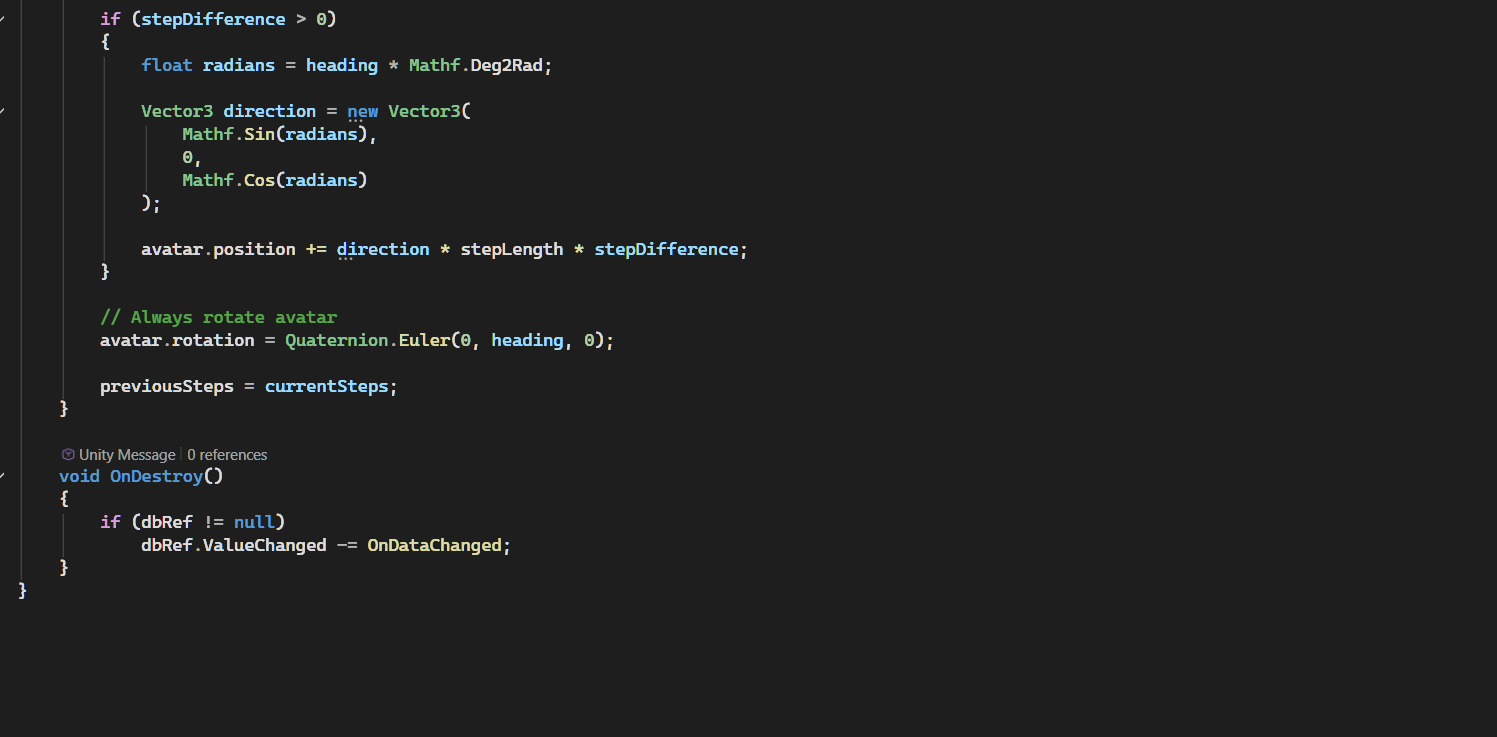 if (stepDifference > 0)
{
float radians = heading * Mathf.Deg2Rad;
Vector3 direction = new Vector3(
Mathf.Sin(radians),
0,
Mathf.Cos(radians)
);
avatar.position += direction * stepLength * stepDifference;
}
// Always rotate avatar
avatar.rotation = Quaternion.Euler(0, heading, 0);
previousSteps = currentSteps;
}
Unity Message | 0 references
void OnDestroy()
{
if (dbRef != null)
dbRef.ValueChanged -= OnDataChanged;
}
}